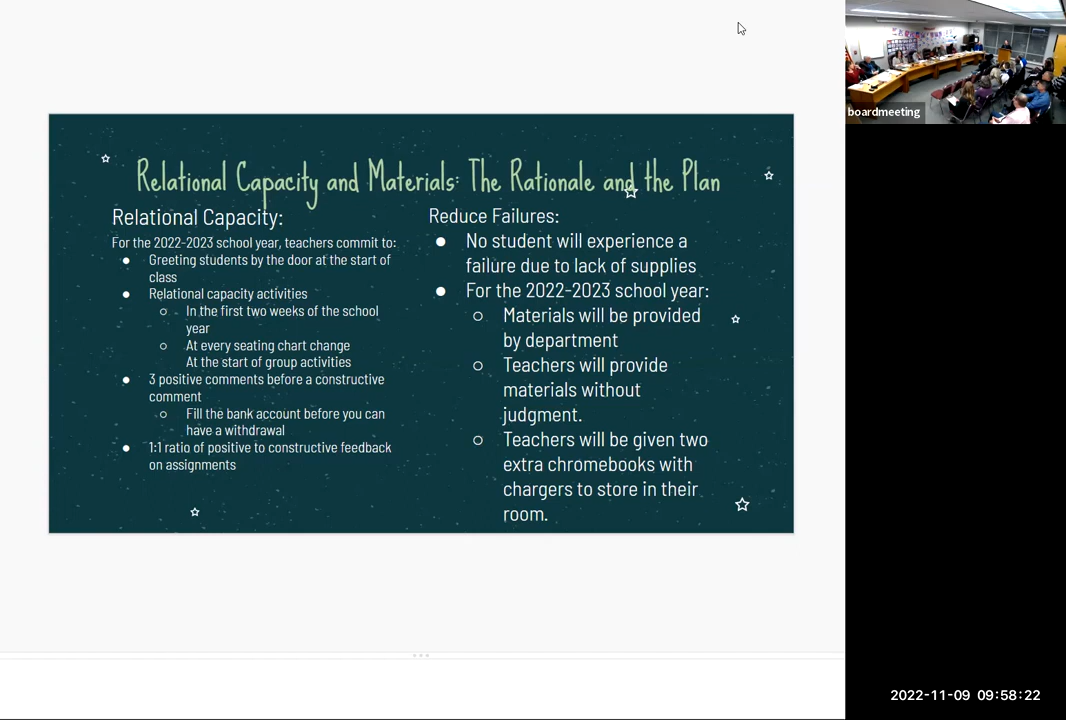 boardmeeting
Relational Capacity and Materials: The Rationale and the Plan
Relational Capacity:
For the 2022-2023 school year, teachers commit to:
● Greeting students by the door at the start of
class
● Relational capacity activities
○ In the first two weeks of the school
year
○ At every seating chart change
At the start of group activities
● 3 positive comments before a constructive
comment
○ Fill the bank account before you can
have a withdrawal
● 1:1 ratio of positive to constructive feedback
on assignments
Reduce Failures:
● No student will experience a
failure due to lack of supplies
● For the 2022-2023 school year:
○ Materials will be provided
by department
○ Teachers will provide
materials without
judgment.
○ Teachers will be given two
extra chromebooks with
chargers to store in their
room.
2022-11-09 09:58:22